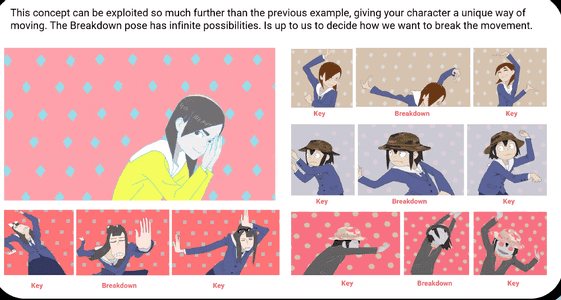 This concept can be exploited so much further than the previous example, giving your character a unique way of
moving. The Breakdown pose has infinite possibilities. Is up to us to decide how we want to break the movement.
Key Breakdown Key
Key Breakdown Key
Key Breakdown Key
Key Breakdown Key